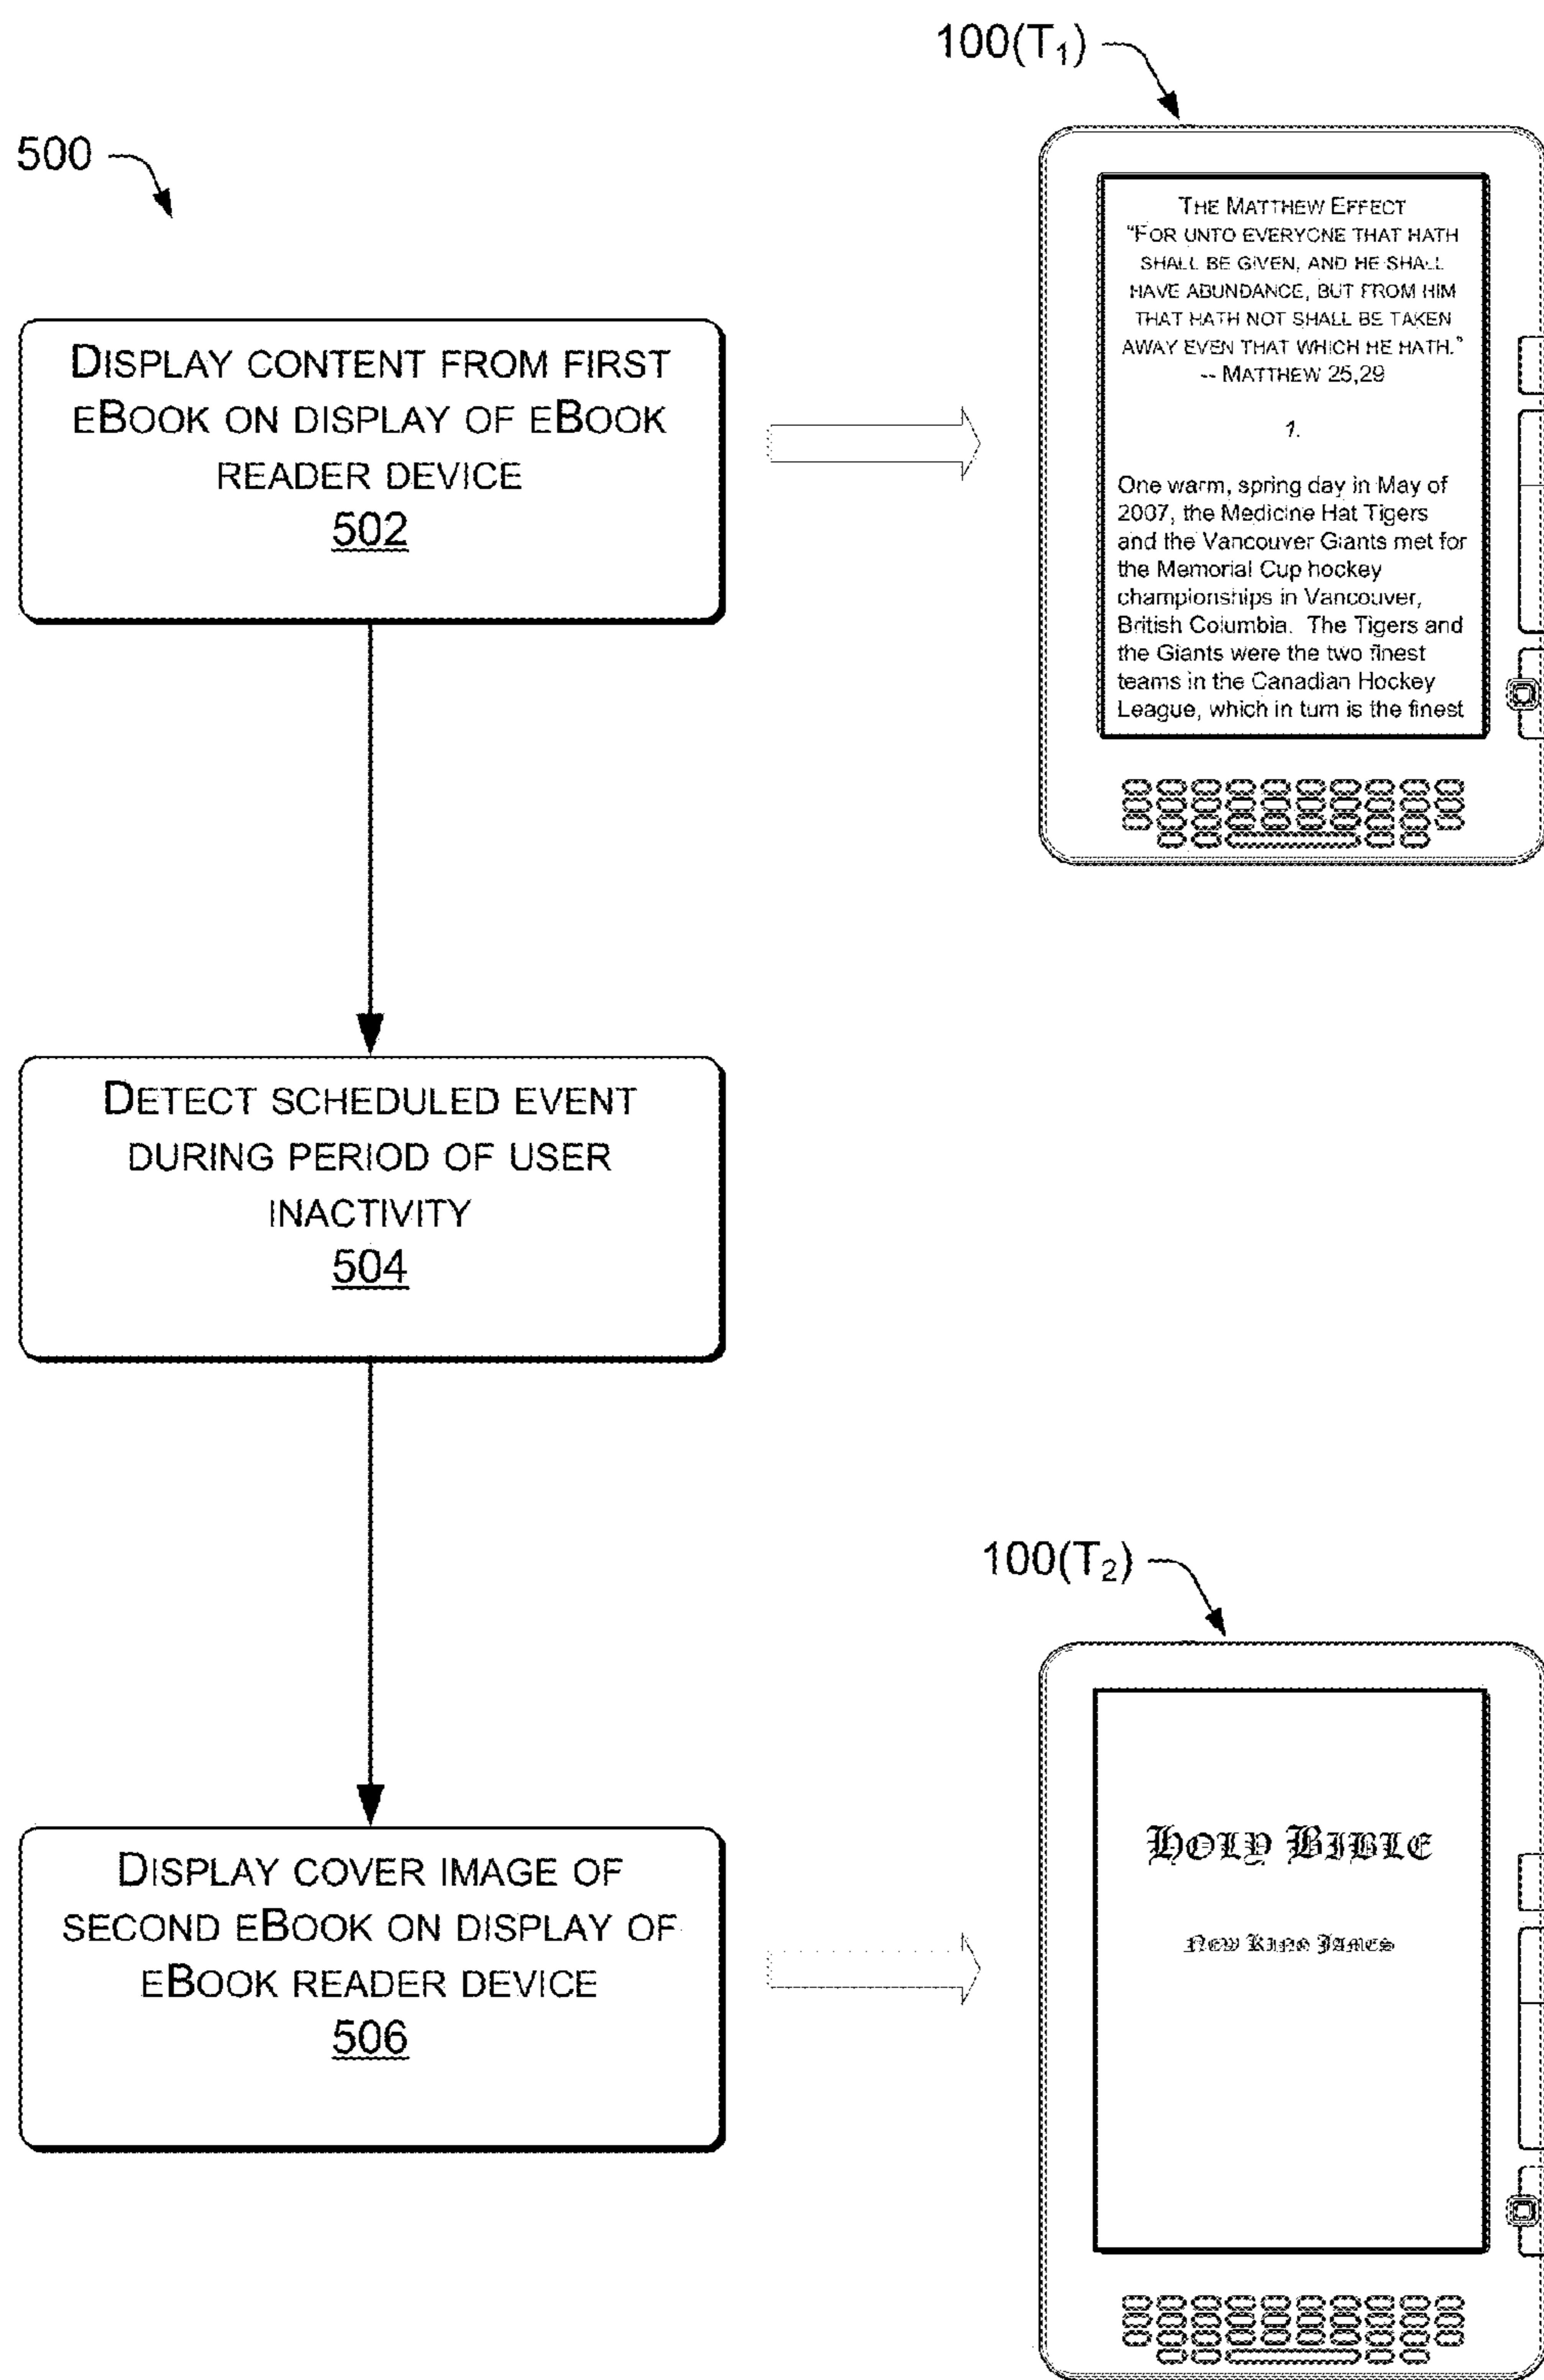 100(T1)
500
THE MATTHEW EFFECT
"FOR UNTO EVERYONE THAT HATH
SHALL BE GIVEN, AND HE SHALL
HAVE ABUNDANCE, BUT FROM HIM
THAT HATH NOT SHALL BE TAKEN
AWAY EVEN THAT WHICH HE HATH."
-- MATTHEW 25,29
1.
One warm, spring day in May of
2007, the Medicine Hat Tigers
and the Vancouver Giants met for
the Memorial Cup hockey
championships in Vancouver,
British Columbia. The Tigers and
the Giants were the two finest
teams in the Canadian Hockey
League, which in turn is the finest
DISPLAY CONTENT FROM FIRST
EBOOK ON DISPLAY OF EBOOK
READER DEVICE
502
DETECT SCHEDULED EVENT
DURING PERIOD OF USER
INACTIVITY
504
100(T2)
DISPLAY COVER IMAGE OF
SECOND EBOOK ON DISPLAY OF
EBOOK READER DEVICE
506
HOLY BIBLE
NEW KING JAMES